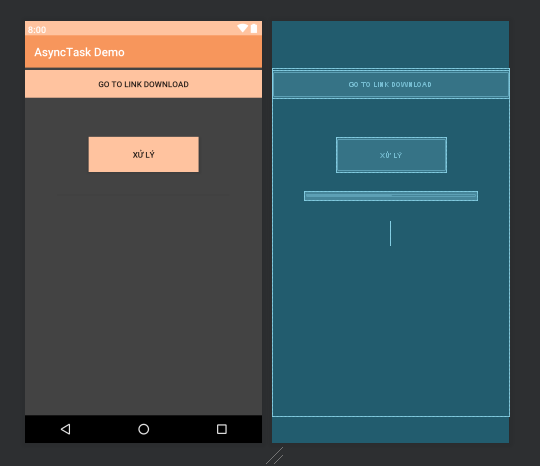 8:00
AsyncTask Demo
GO TO LINK DOWNLOAD
XỬ LÝ
GO TO LINK DOWNLOAD
XỬ LÝ